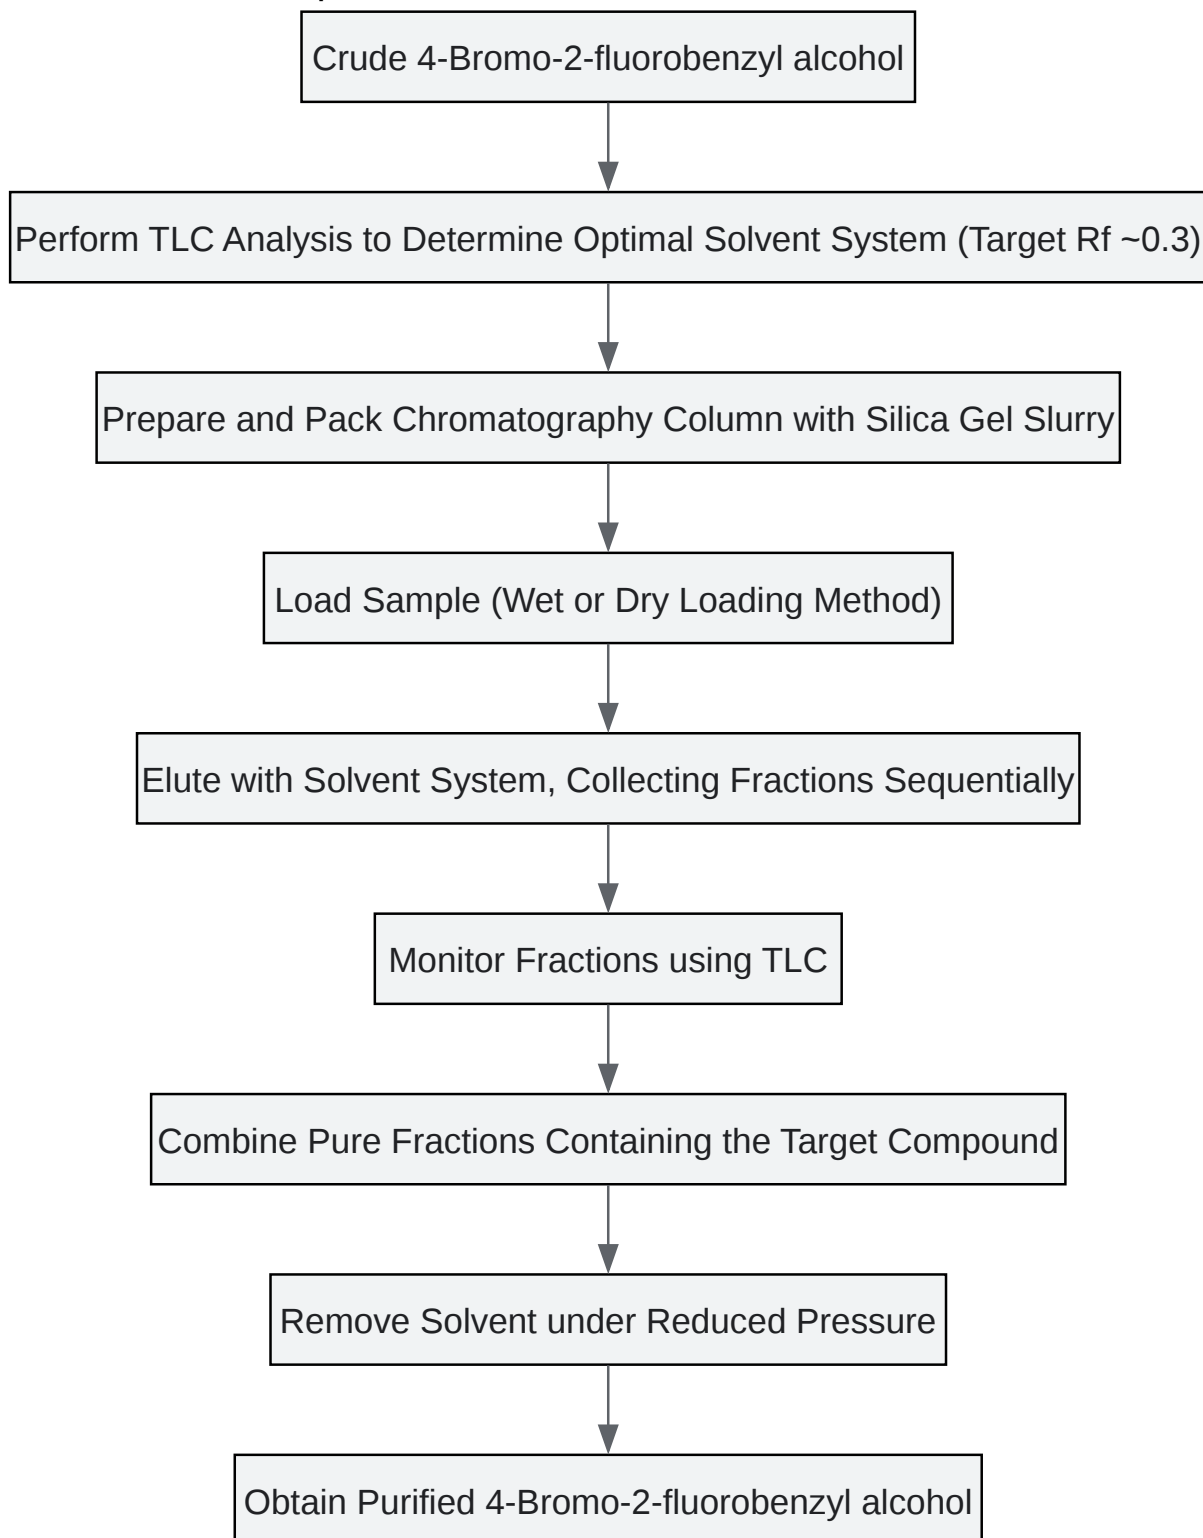 Crude 4-Bromo-2-fluorobenzyl alcohol
Perform TLC Analysis to Determine Optimal Solvent System (Target Rf ~0.3)
Prepare and Pack Chromatography Column with Silica Gel Slurry
Load Sample (Wet or Dry Loading Method)
Elute with Solvent System, Collecting Fractions Sequentially
Monitor Fractions using TLC
Combine Pure Fractions Containing the Target Compound
Remove Solvent under Reduced Pressure
Obtain Purified 4-Bromo-2-fluorobenzyl alcohol